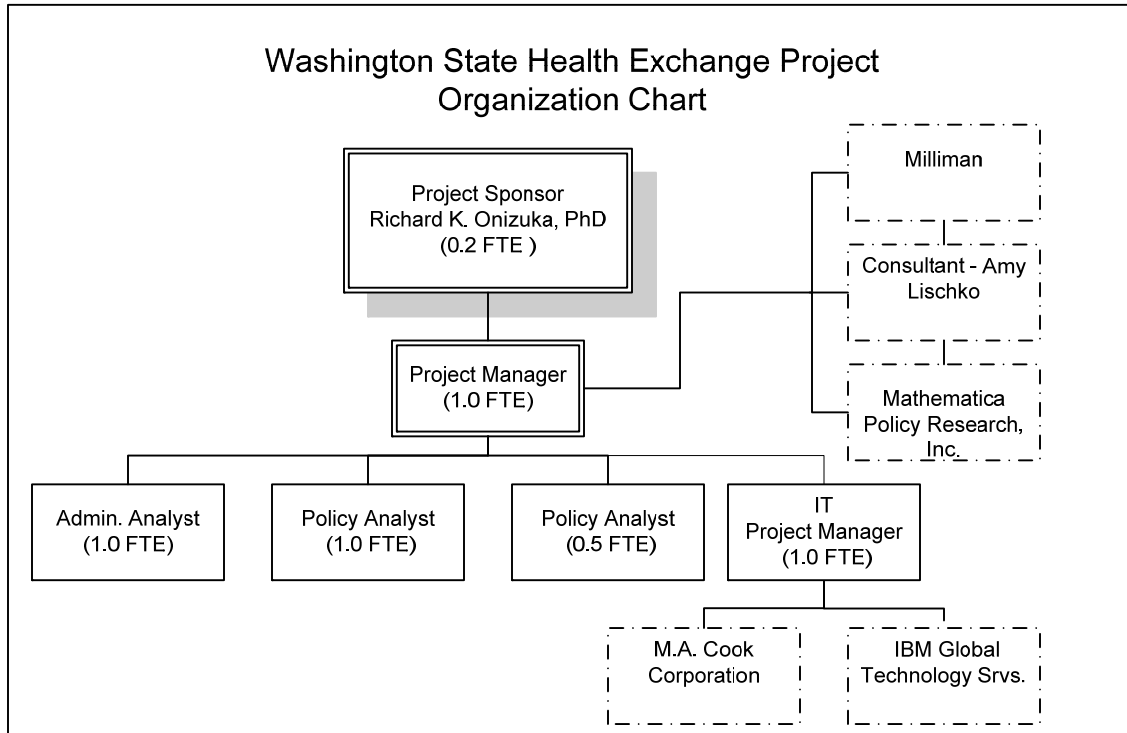 Washington State Health Exchange Project
Organization Chart
Project Sponsor
Richard K. Onizuka, PhD
(0.2 FTE )
Milliman
Consultant - Amy
Lischko
Project Manager
(1.0 FTE)
Mathematica
Policy Research,
Inc.
Admin. Analyst
(1.0 FTE)
Policy Analyst
(1.0 FTE)
Policy Analyst
(0.5 FTE)
IT
Project Manager
(1.0 FTE)
M.A. Cook
Corporation
IBM Global
Technology Srvs.